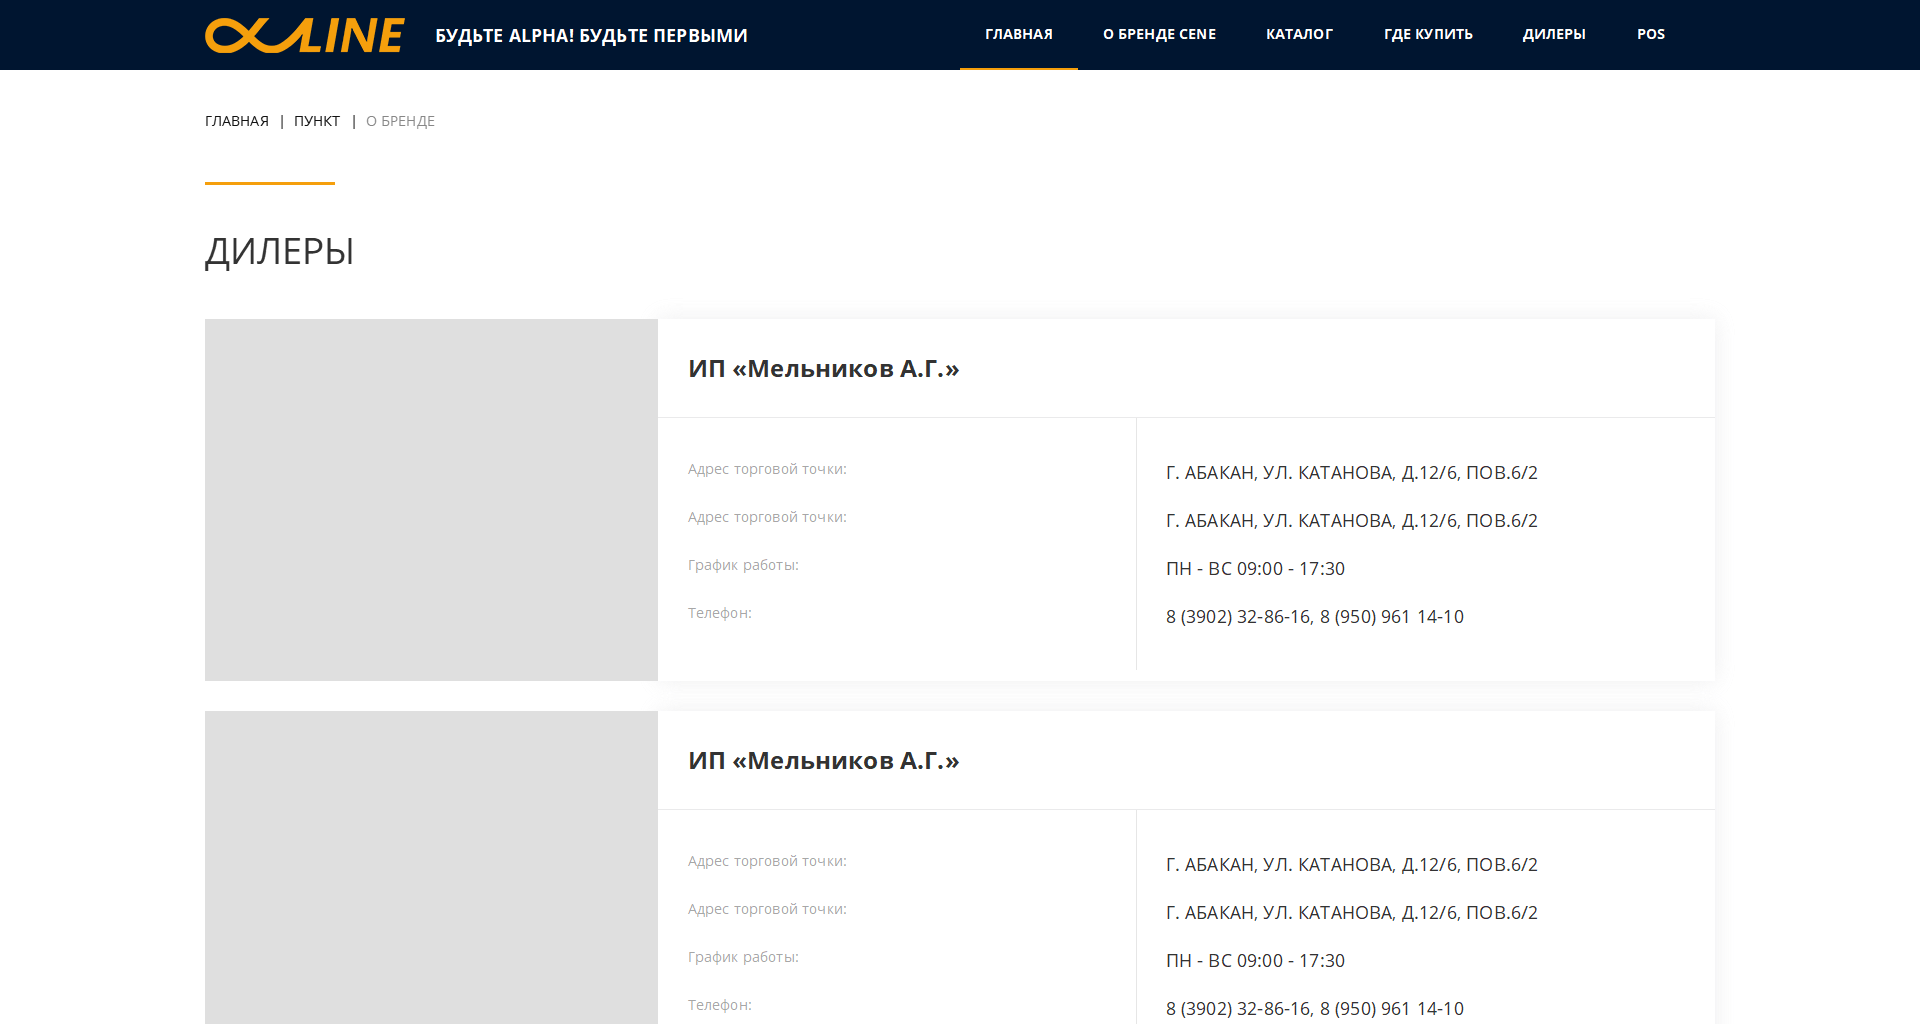 αLINE
БУДЬТЕ ALPHA! БУДЬТЕ ПЕРВЫМИ
ГЛАВНАЯ О БРЕНДЕ CENE КАТАЛОГ ГДЕ КУПИТЬ ДИЛЕРЫ POS
ГЛАВНАЯ | ПУНКТ | О БРЕНДЕ
ДИЛЕРЫ
ИП «Мельников А.Г.»
Адрес торговой точки: Г. АБАКАН, УЛ. КАТАНОВА, Д.12/6, ПОВ.6/2
Адрес торговой точки: Г. АБАКАН, УЛ. КАТАНОВА, Д.12/6, ПОВ.6/2
График работы: ПН - ВС 09:00 - 17:30
Телефон: 8 (3902) 32-86-16, 8 (950) 961 14-10
ИП «Мельников А.Г.»
Адрес торговой точки: Г. АБАКАН, УЛ. КАТАНОВА, Д.12/6, ПОВ.6/2
Адрес торговой точки: Г. АБАКАН, УЛ. КАТАНОВА, Д.12/6, ПОВ.6/2
График работы: ПН - ВС 09:00 - 17:30
Телефон: 8 (3902) 32-86-16, 8 (950) 961 14-10